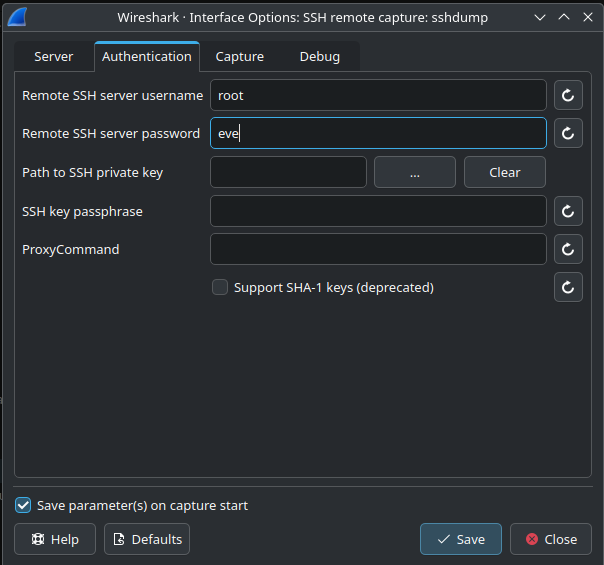 Wireshark · Interface Options: SSH remote capture: sshdump
Server Authentication Capture Debug
Remote SSH server username root
Remote SSH server password eve
Path to SSH private key ... Clear
SSH key passphrase
ProxyCommand
Support SHA-1 keys (deprecated)
Save parameter(s) on capture start
Help Defaults Save Close